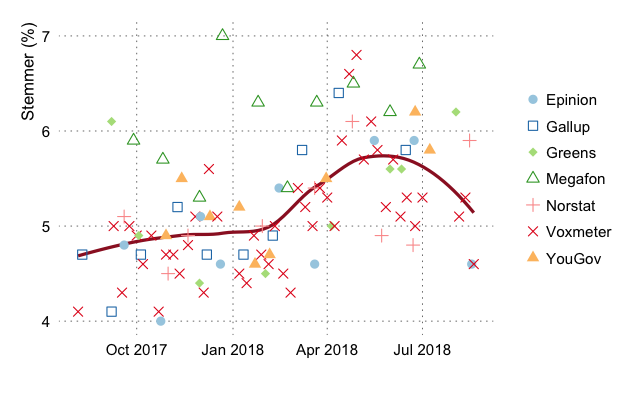 Stemmer (%)
7
6
5
4
Oct 2017
Jan 2018
Apr 2018
Jul 2018
Epinion
Gallup
Greens
Megafon
Norstat
Voxmeter
YouGov